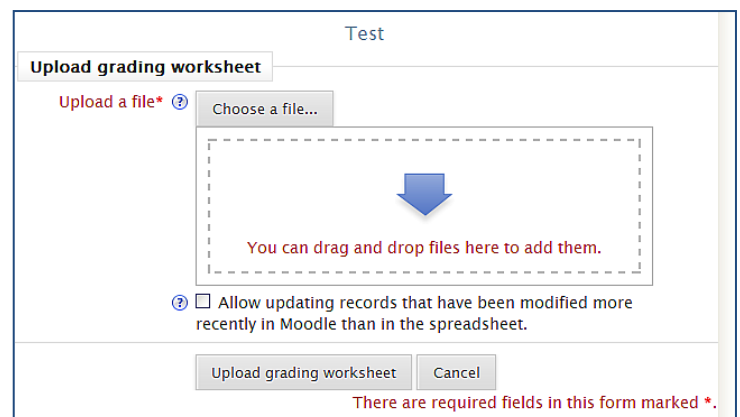 Test
Upload grading worksheet
Upload a file*
Choose a file...
You can drag and drop files here to add them.
Allow updating records that have been modified more
recently in Moodle than in the spreadsheet.
Upload grading worksheet Cancel
There are required fields in this form marked *.